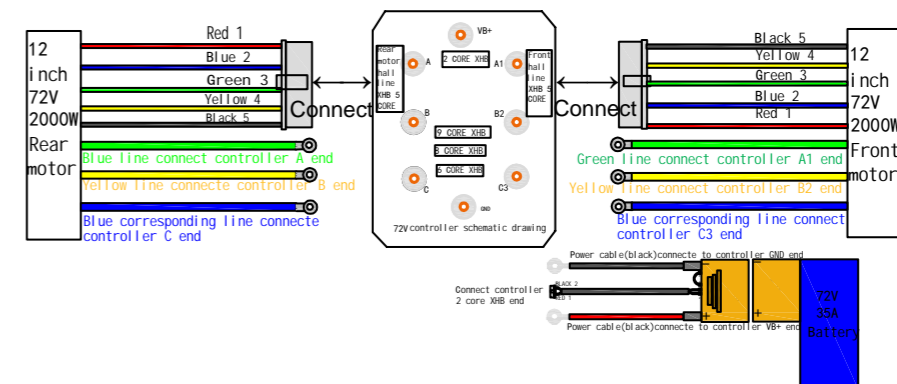 Red 1
Blue 2
Green 3
Yellow 4
Black 5
12
inch
72V
2000W
Rear
motor
Connect
Blue line connect controller A end
Yellow line connecte controller B end
Blue corresponding line connecte
controller C end
VB+
2 CORE XHB
Rear
motor
hall
line
XHB 5
CORE
A
A1
Front
hall
line
XHB 5
CORE
B
B2
9 CORE XHB
8 CORE XHB
6 CORE XHB
C
C3
GND
72V controller schematic drawing
Connect
Black 5
Yellow 4
Green 3
Blue 2
Red 1
12
inch
72V
2000W
Front
motor
Green line connect controller A1 end
Yellow line connect controller B2 end
Blue corresponding line connect
controller C3 end
Power cable(black)connecte to controller GND end
Connect controller
2 core XHB end
BLACK 2
RED 1
Power cable(black)connecte to controller VB+ end
-
+
-
+
72V
35A
Battery